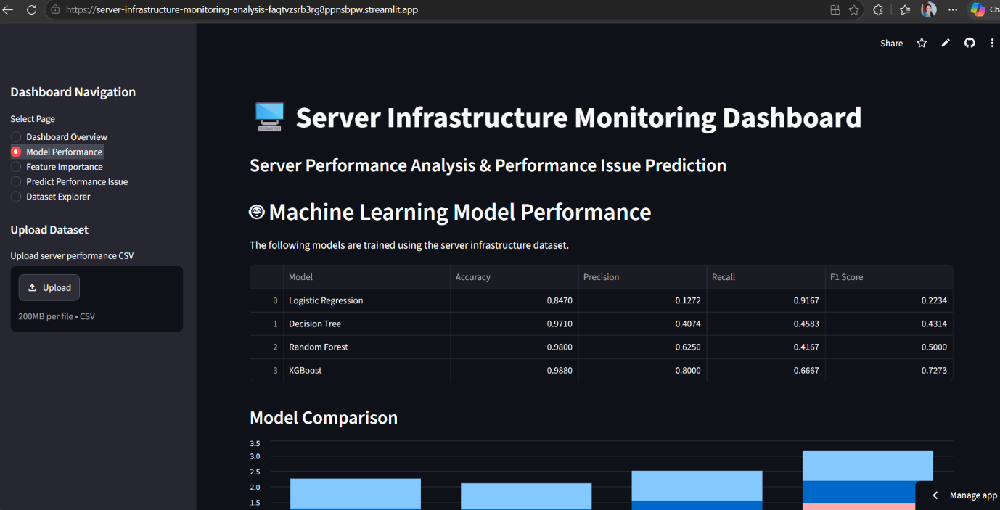 https://server-infrastructure-monitoring-analysis-faqtvzsrb3rg8ppnsbpw.streamlit.app
Share
Dashboard Navigation
Select Page
Dashboard Overview
Model Performance
Feature Importance
Predict Performance Issue
Dataset Explorer
Upload Dataset
Upload server performance CSV
Upload
200MB per file • CSV
Server Infrastructure Monitoring Dashboard
Server Performance Analysis & Performance Issue Prediction
Machine Learning Model Performance
The following models are trained using the server infrastructure dataset.
Model Accuracy Precision Recall F1 Score
0 Logistic Regression 0.8470 0.1272 0.9167 0.2234
1 Decision Tree 0.9710 0.4074 0.4583 0.4314
2 Random Forest 0.9800 0.6250 0.4167 0.5000
3 XGBoost 0.9880 0.8000 0.6667 0.7273
Model Comparison
3.5
3.0
2.5
2.0
1.5
Manage app